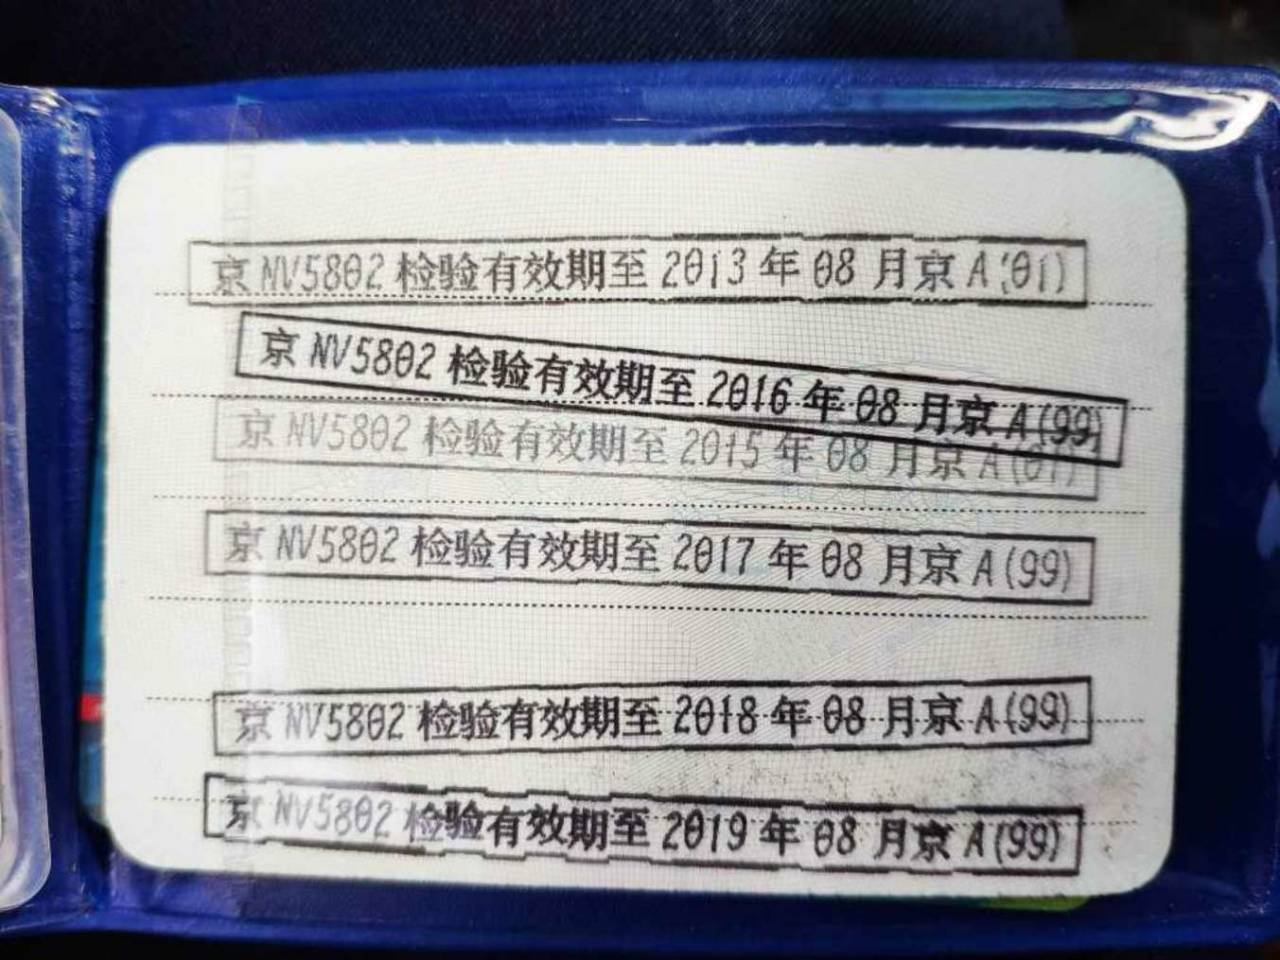 京 NV5802 检验有效期至 2013 年 08 月京 A(01)
京 NV5802 检验有效期至 2016 年 08 月京 A(99)
京 NV5802 检验有效期至 2015 年 08 月京 A(01)
京 NV5802 检验有效期至 2017 年 08 月京 A(99)
京 NV5802 检验有效期至 2018 年 08 月京 A(99)
京 NV5802 检验有效期至 2019 年 08 月京 A(99)